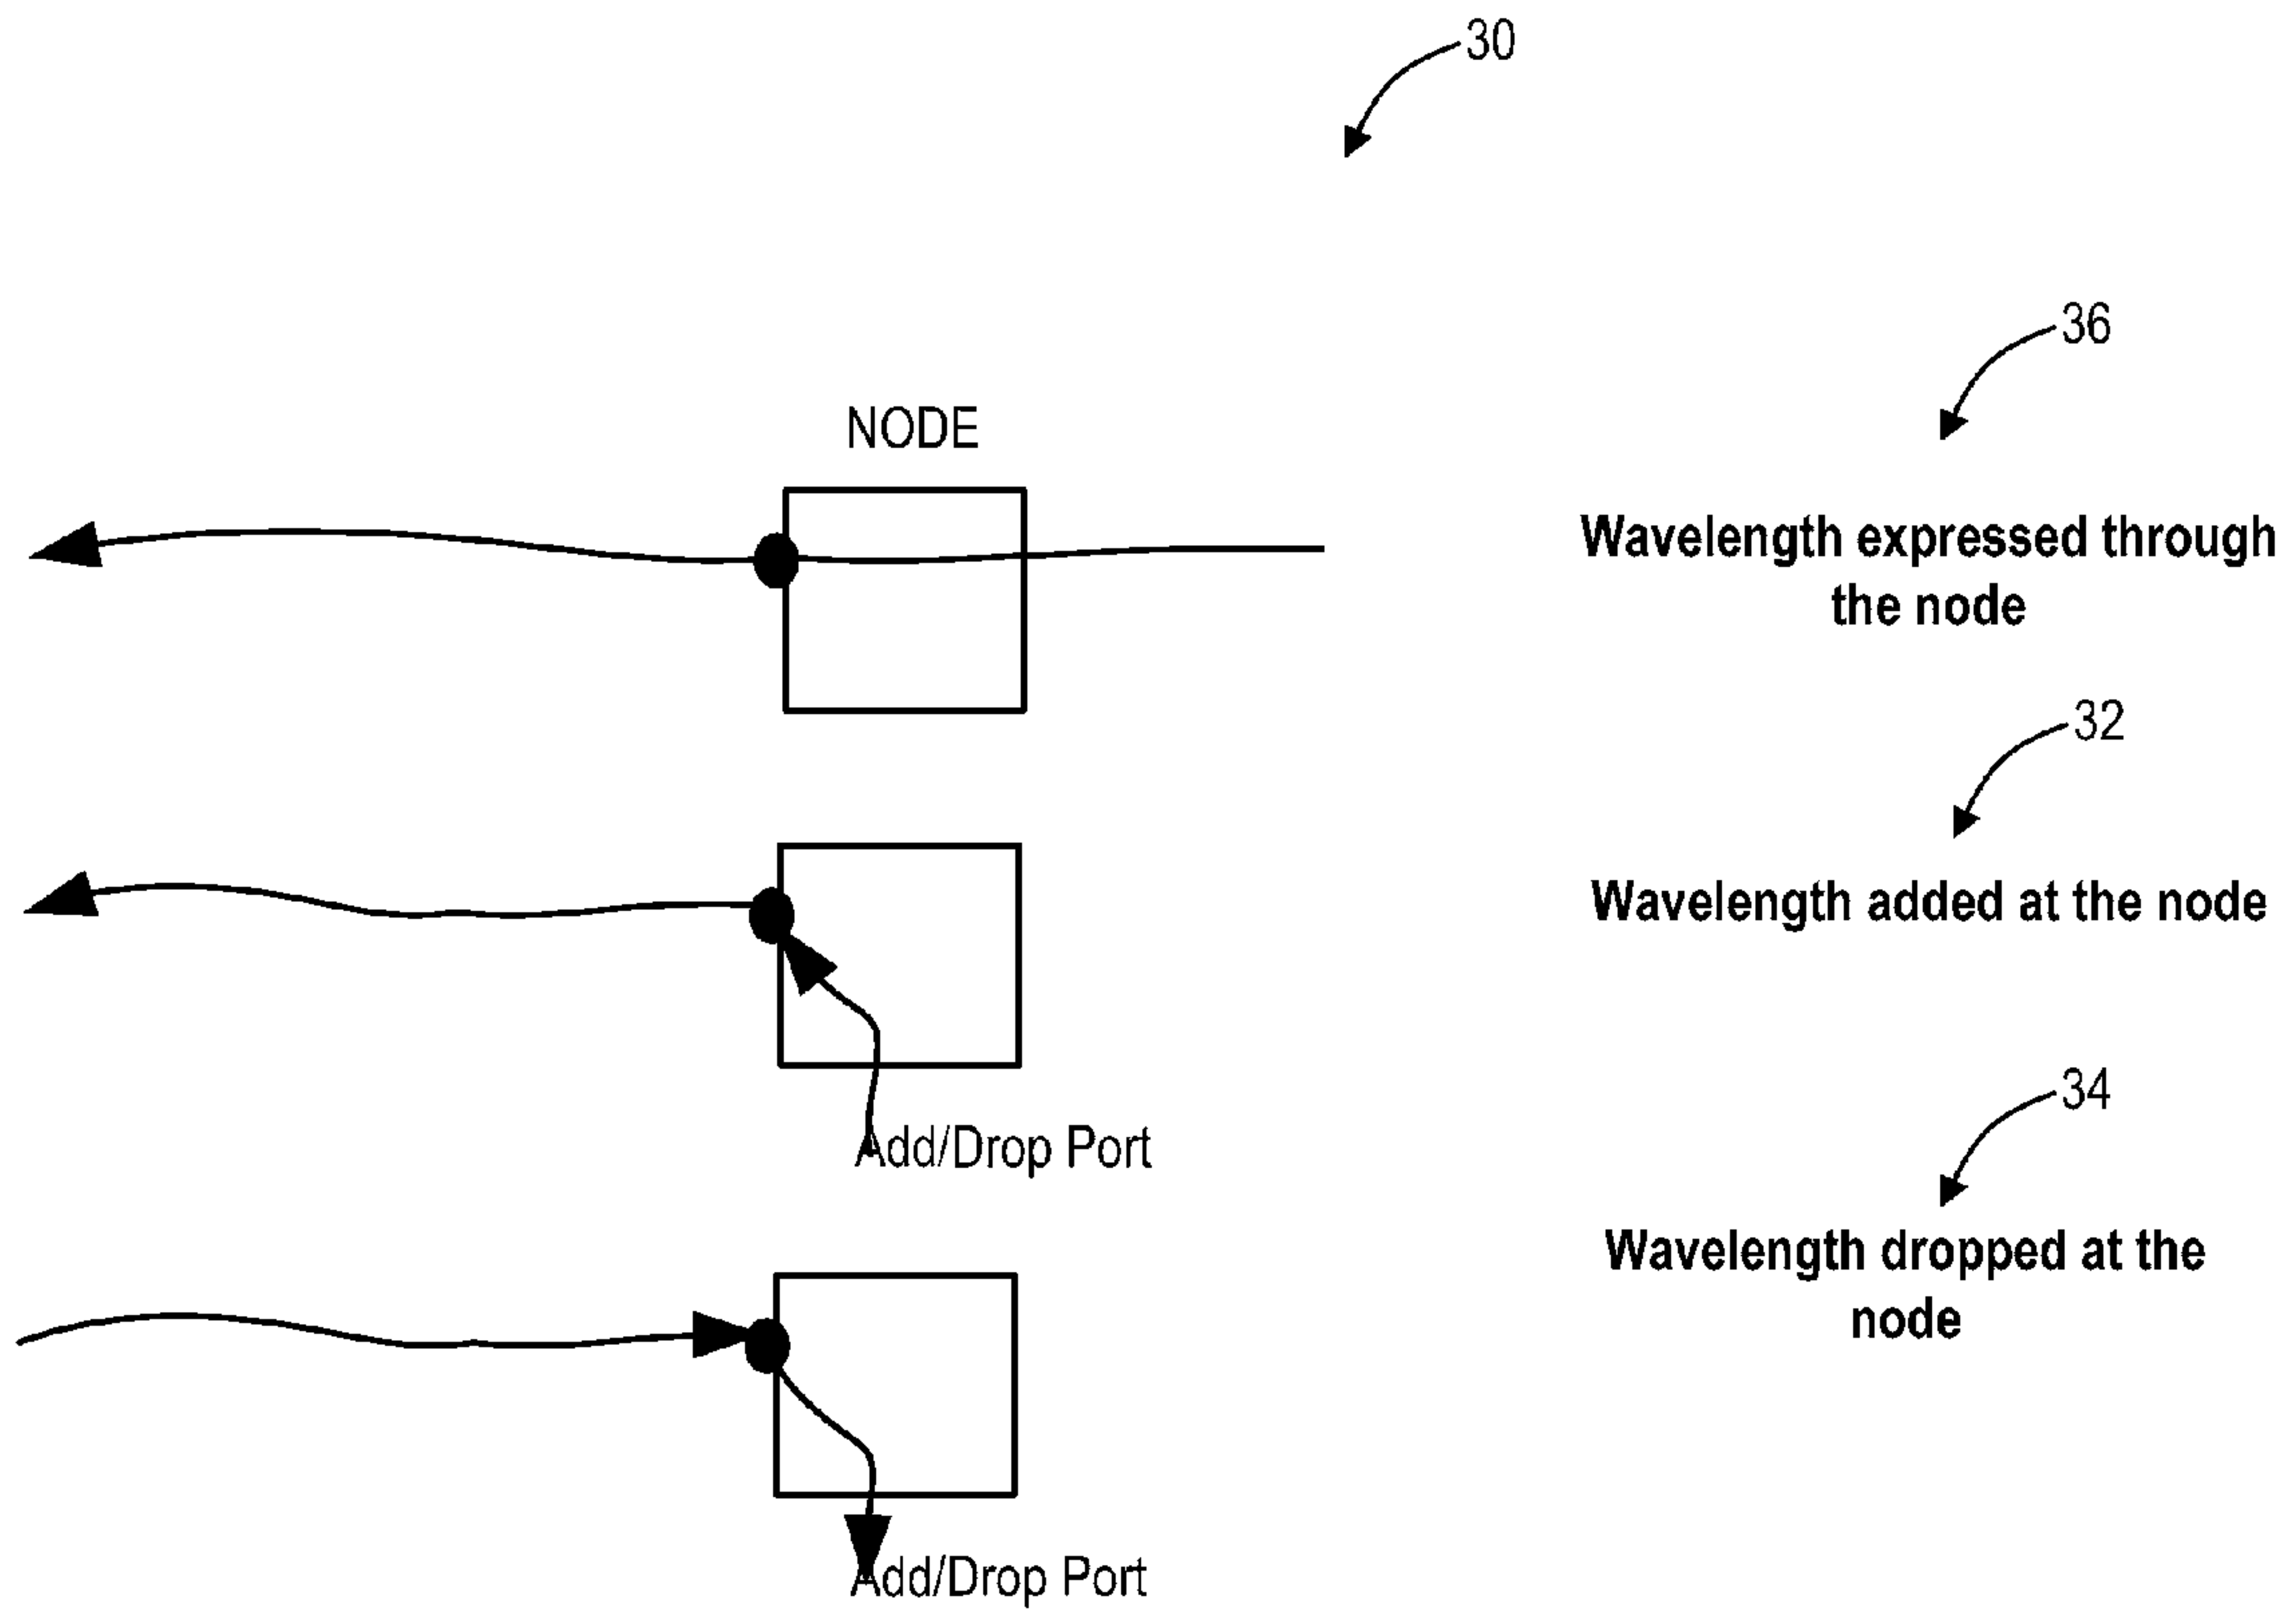 30
36
NODE
Wavelength expressed through
the node
32
Wavelength added at the node
34
Add/Drop Port
Wavelength dropped at the
node
Add/Drop Port